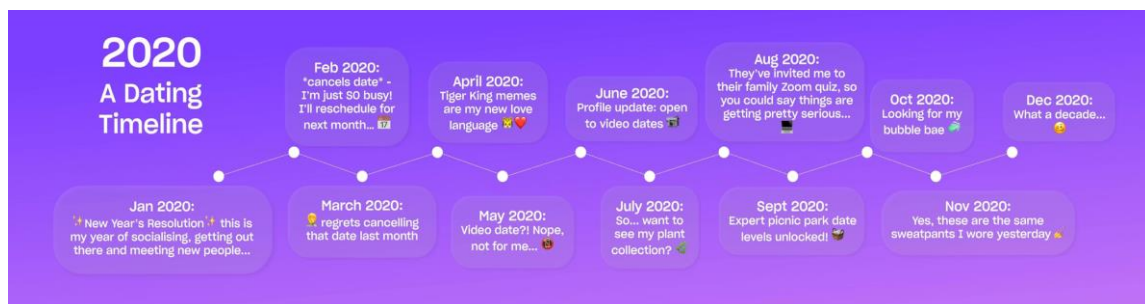 2020
A Dating
Timeline
Jan 2020:
✨New Year's Resolution✨ this is
my year of socialising, getting out
there and meeting new people...
Feb 2020:
*cancels date* -
I'm just SO busy!
I'll reschedule for
next month... 📅
March 2020:
🤦 regrets cancelling
that date last month
April 2020:
Tiger King memes
are my new love
language 🐯❤️
May 2020:
Video date?! Nope,
not for me... 🙅
June 2020:
Profile update: open
to video dates 📹
July 2020:
So... want to
see my plant
collection? 🌿
Aug 2020:
They've invited me to
their family Zoom quiz, so
you could say things are
getting pretty serious...
💻
Sept 2020:
Expert picnic park date
levels unlocked! 🧺
Oct 2020:
Looking for my
bubble bae
Nov 2020:
Yes, these are the same
sweatpants I wore yesterday
Dec 2020:
What a decade...